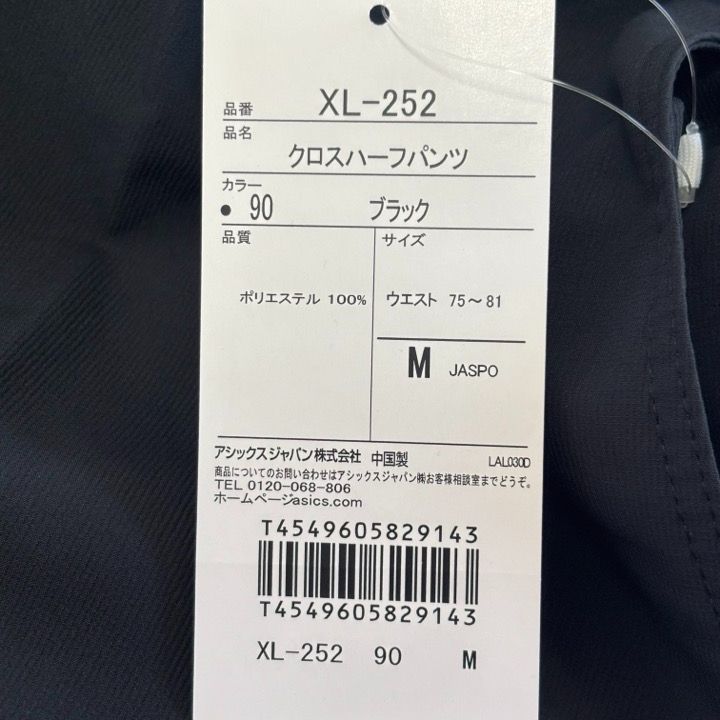 品番 XL-252
品名
クロスハーフパンツ
カラー
• 90 ブラック
品質 サイズ
ポリエステル 100% ウエスト 75～81
M JASPO
アシックスジャパン株式会社 中国製 LAL030D
商品についてのお問い合わせはアシックスジャパン㈱お客様相談室までどうぞ。
TEL 0120-068-806
ホームページasics.com
T4549605829143
T4549605829143
XL-252 90 M